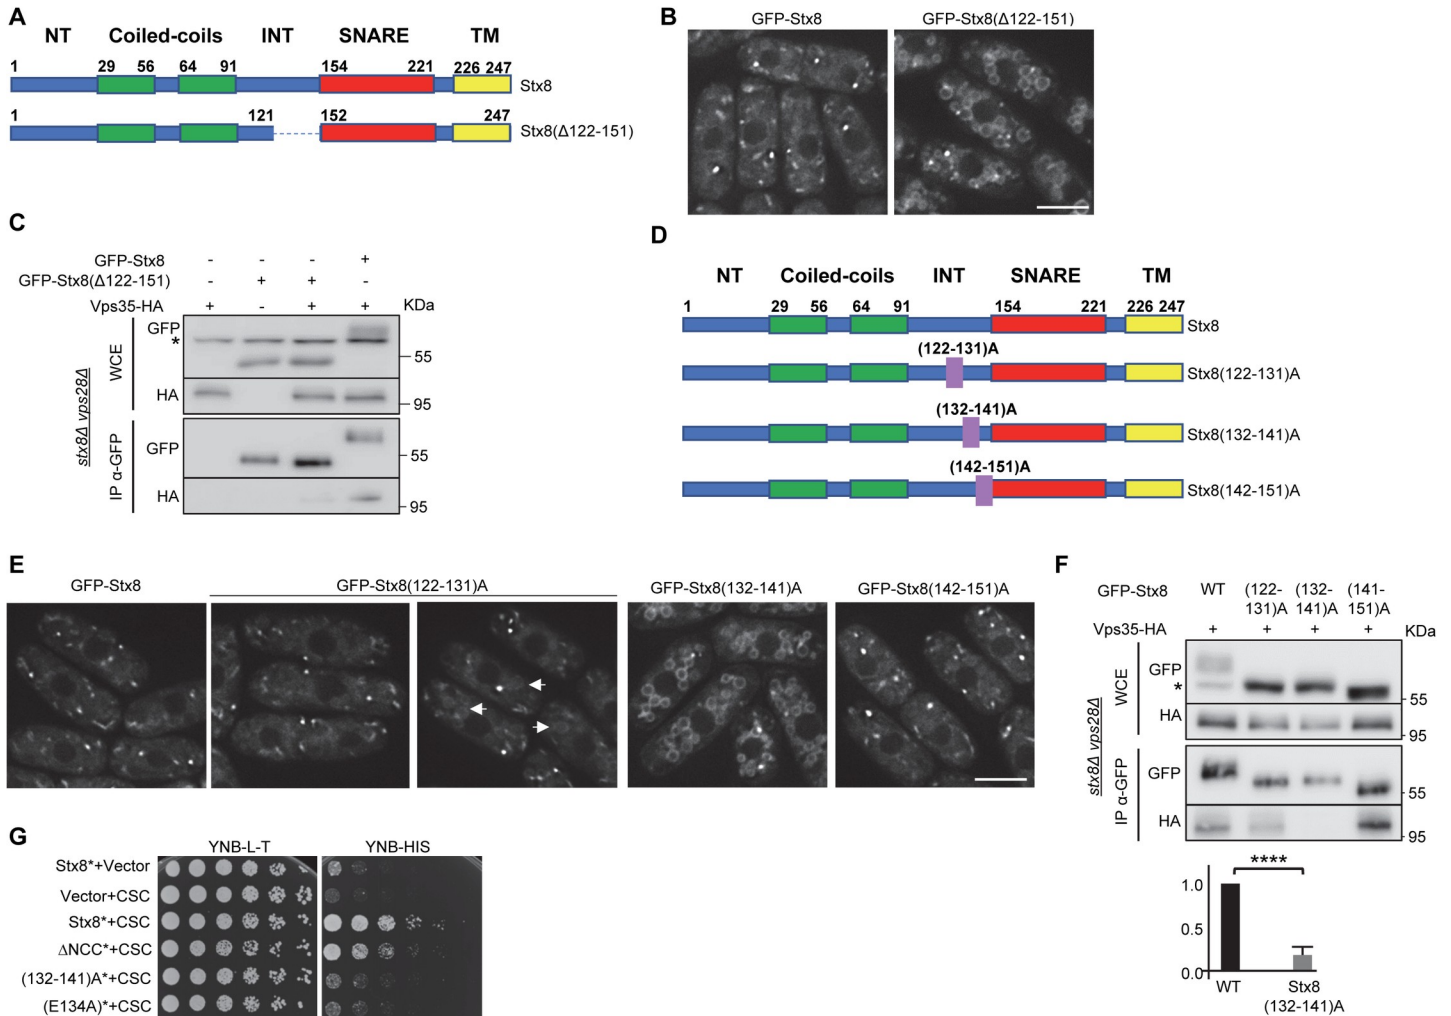 A
NT Coiled-coils INT SNARE TM
1 29 56 64 91 154 221 226 247
Stx8
1 121 152 247
Stx8(Δ122-151)
B
GFP-Stx8 GFP-Stx8(Δ122-151)
C
GFP-Stx8 - - - +
GFP-Stx8(Δ122-151) - + + -
Vps35-HA + - + + KDa
stx8Δ vps28Δ
WCE
GFP
*
55
HA
95
IP α-GFP
GFP
55
HA
95
D
NT Coiled-coils INT SNARE TM
1 29 56 64 91 154 221 226 247
Stx8
(122-131)A
Stx8(122-131)A
(132-141)A
Stx8(132-141)A
(142-151)A
Stx8(142-151)A
E
GFP-Stx8 GFP-Stx8(122-131)A GFP-Stx8(132-141)A GFP-Stx8(142-151)A
F
GFP-Stx8 WT (122-131)A (132-141)A (141-151)A
Vps35-HA + + + + KDa
stx8Δ vps28Δ
WCE
GFP
*
55
HA
95
IP α-GFP
GFP
55
HA
95
****
1.0
0.5
0.0
WT Stx8
(132-141)A
G
YNB-L-T YNB-HIS
Stx8*+Vector
Vector+CSC
Stx8*+CSC
ΔNCC*+CSC
(132-141)A*+CSC
(E134A)*+CSC